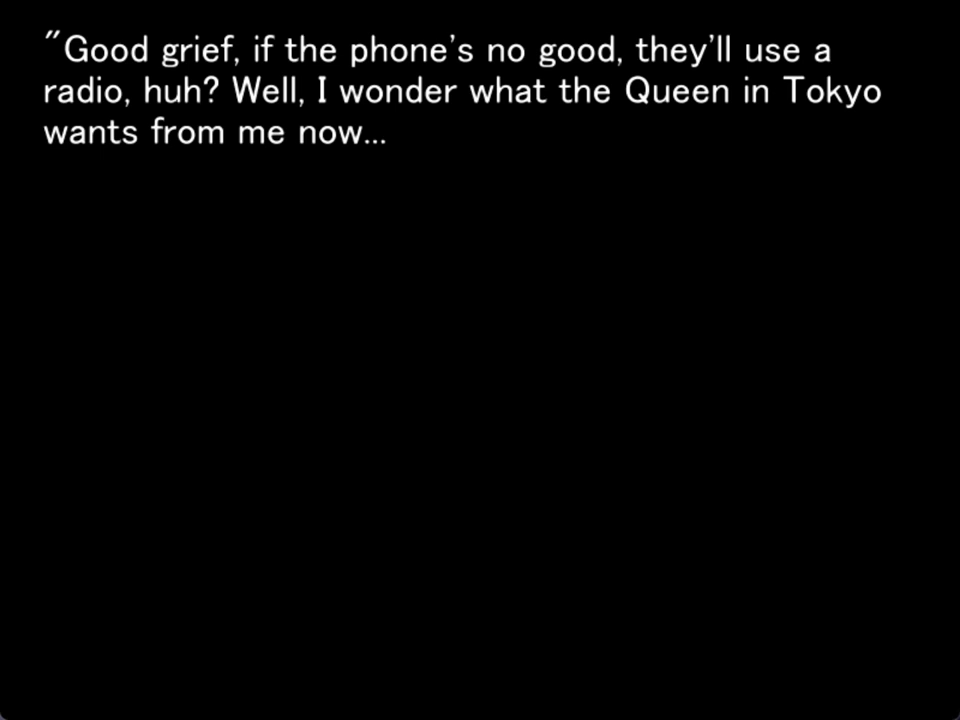 "Good grief, if the phone's no good, they'll use a
radio, huh? Well, I wonder what the Queen in Tokyo
wants from me now...